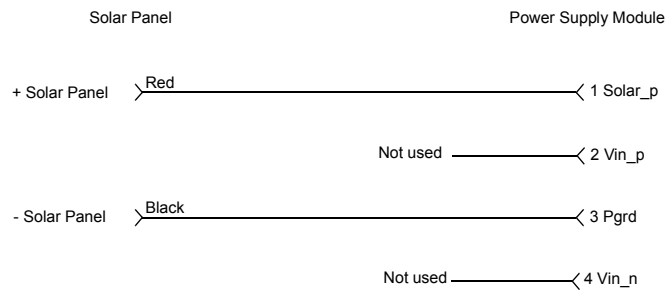 Solar Panel Power Supply Module
+ Solar Panel Red 1 Solar_p
Not used 2 Vin_p
- Solar Panel Black 3 Pgrd
Not used 4 Vin_n